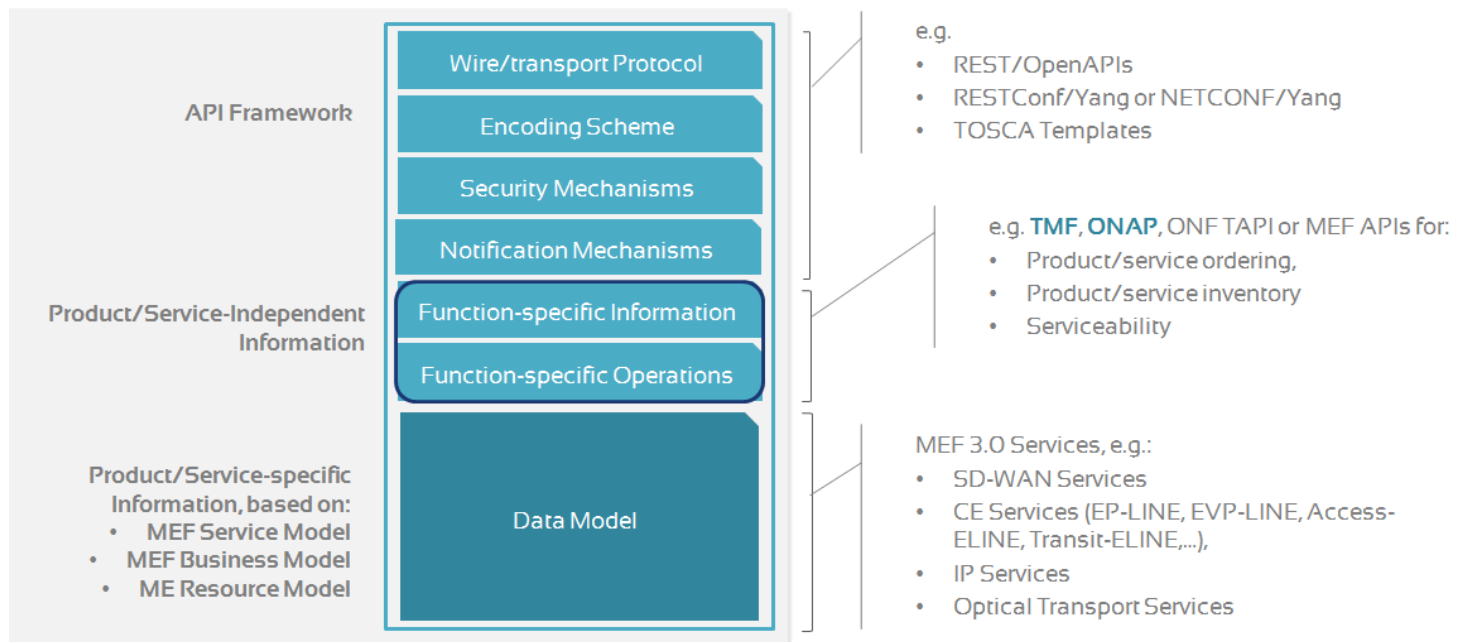 API Framework
Wire/transport Protocol
Encoding Scheme
Security Mechanisms
Notification Mechanisms
e.g.
• REST/OpenAPIs
• RESTConf/Yang or NETCONF/Yang
• TOSCA Templates
Product/Service-Independent
Information
Function-specific Information
Function-specific Operations
e.g. TMF, ONAP, ONF TAPI or MEF APIs for:
• Product/service ordering,
• Product/service inventory
• Serviceability
Product/Service-specific
Information, based on:
• MEF Service Model
• MEF Business Model
• ME Resource Model
Data Model
MEF 3.0 Services, e.g.:
• SD-WAN Services
• CE Services (EP-LINE, EVP-LINE, Access-
ELINE, Transit-ELINE,...),
• IP Services
• Optical Transport Services